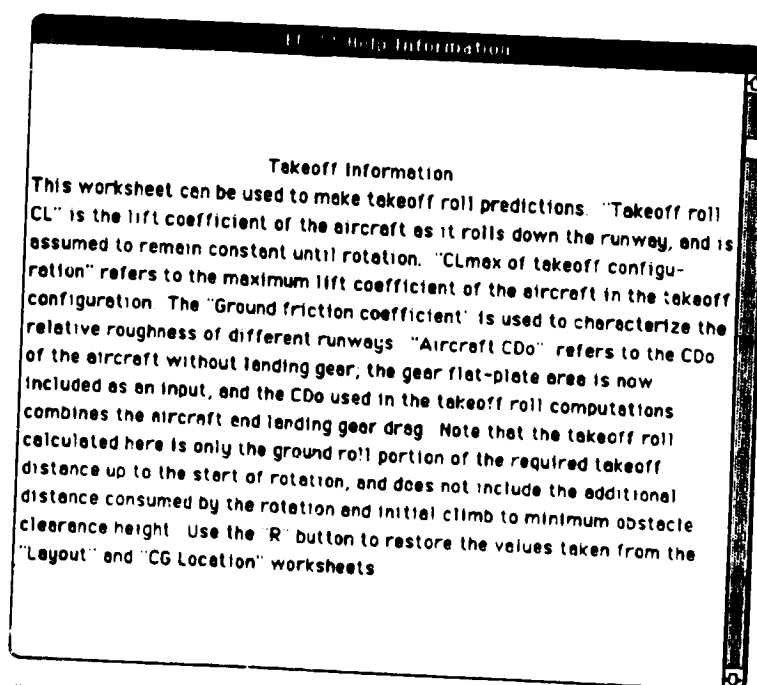 Help Information
Takeoff Information
This worksheet can be used to make takeoff roll predictions. "Takeoff roll
CL" is the lift coefficient of the aircraft as it rolls down the runway, and is
assumed to remain constant until rotation. "CLmax of takeoff configu-
ration" refers to the maximum lift coefficient of the aircraft in the takeoff
configuration. The "Ground friction coefficient" is used to characterize the
relative roughness of different runways "Aircraft CDo" refers to the CDo
of the aircraft without landing gear; the gear flat-plate area is now
included as an input, and the CDo used in the takeoff roll computations
combines the aircraft and landing gear drag Note that the takeoff roll
calculated here is only the ground roll portion of the required takeoff
distance up to the start of rotation, and does not include the additional
distance consumed by the rotation and initial climb to minimum obstacle
clearance height Use the "R" button to restore the values taken from the
"Layout" and "CG Location" worksheets